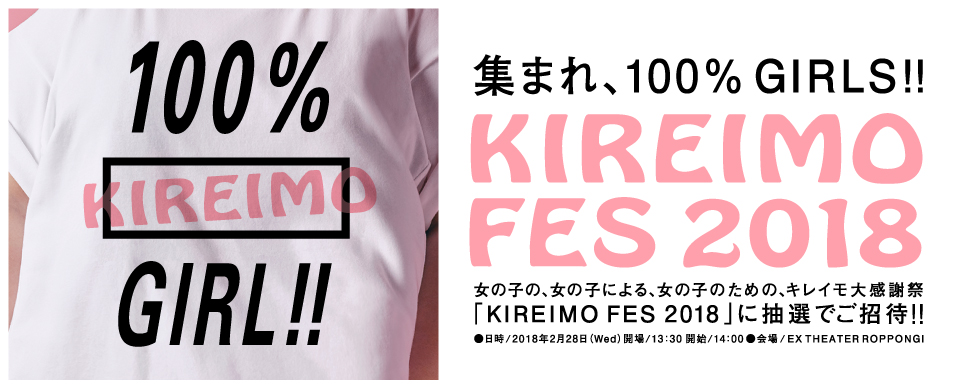 100%
KIREIMO
GIRL!!
集まれ、100% GIRLS!!
KIREIMO
FES 2018
女の子の、女の子による、女の子のための、キレイモ大感謝祭
「KIREIMO FES 2018」に抽選でご招待!!
●日時/2018年2月28日(Wed)開場/13:30 開始/14:00●会場/EX THEATER ROPPONGI